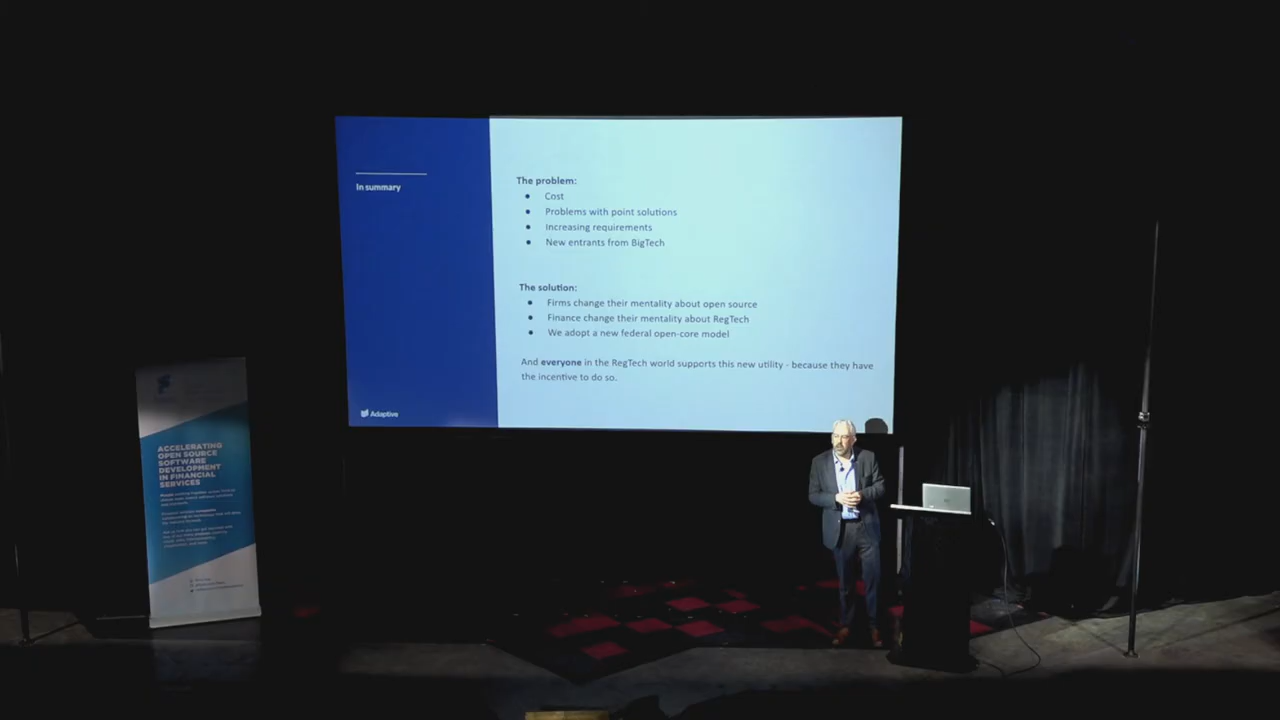 In summary
The problem:
● Cost
● Problems with point solutions
● Increasing requirements
● New entrants from BigTech
The solution:
● Firms change their mentality about open source
● Finance change their mentality about RegTech
● We adopt a new federal open-core model
And everyone in the RegTech world supports this new utility - because they have
the incentive to do so.
Adaptive
ACCELERATING
OPEN SOURCE
SOFTWARE
DEVELOPMENT
IN FINANCIAL
SERVICES